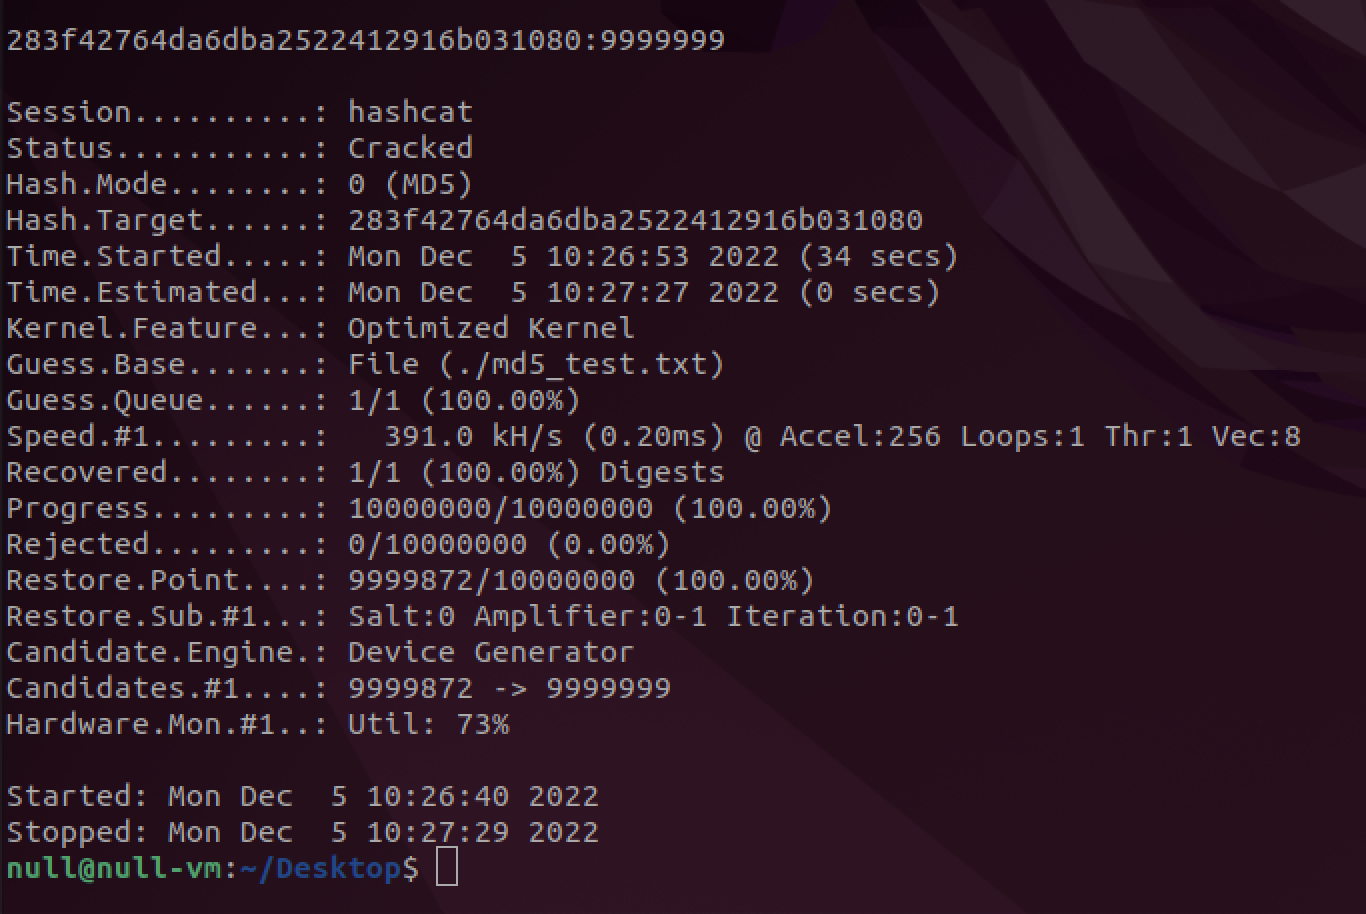 283f42764da6dba2522412916b031080:9999999
Session..........: hashcat
Status...........: Cracked
Hash.Mode........: 0 (MD5)
Hash.Target......: 283f42764da6dba2522412916b031080
Time.Started.....: Mon Dec  5 10:26:53 2022 (34 secs)
Time.Estimated...: Mon Dec  5 10:27:27 2022 (0 secs)
Kernel.Feature...: Optimized Kernel
Guess.Base.......: File (./md5_test.txt)
Guess.Queue......: 1/1 (100.00%)
Speed.#1.........:   391.0 kH/s (0.20ms) @ Accel:256 Loops:1 Thr:1 Vec:8
Recovered........: 1/1 (100.00%) Digests
Progress.........: 10000000/10000000 (100.00%)
Rejected.........: 0/10000000 (0.00%)
Restore.Point....: 9999872/10000000 (100.00%)
Restore.Sub.#1...: Salt:0 Amplifier:0-1 Iteration:0-1
Candidate.Engine.: Device Generator
Candidates.#1....: 9999872 -> 9999999
Hardware.Mon.#1..: Util: 73%
Started: Mon Dec  5 10:26:40 2022
Stopped: Mon Dec  5 10:27:29 2022
null@null-vm:~/Desktop$